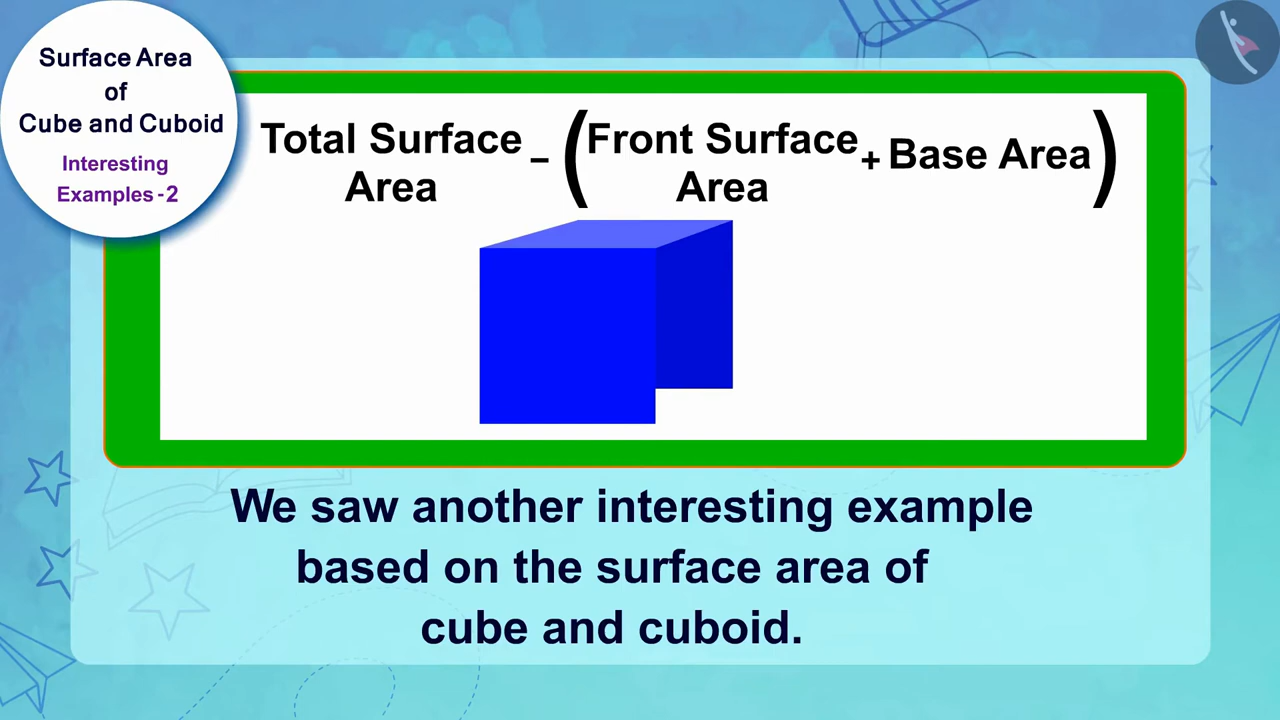 Surface Area
of
Cube and Cuboid
Interesting
Examples - 2
Total Surface Area – (Front Surface Area + Base Area)
We saw another interesting example
based on the surface area of
cube and cuboid.